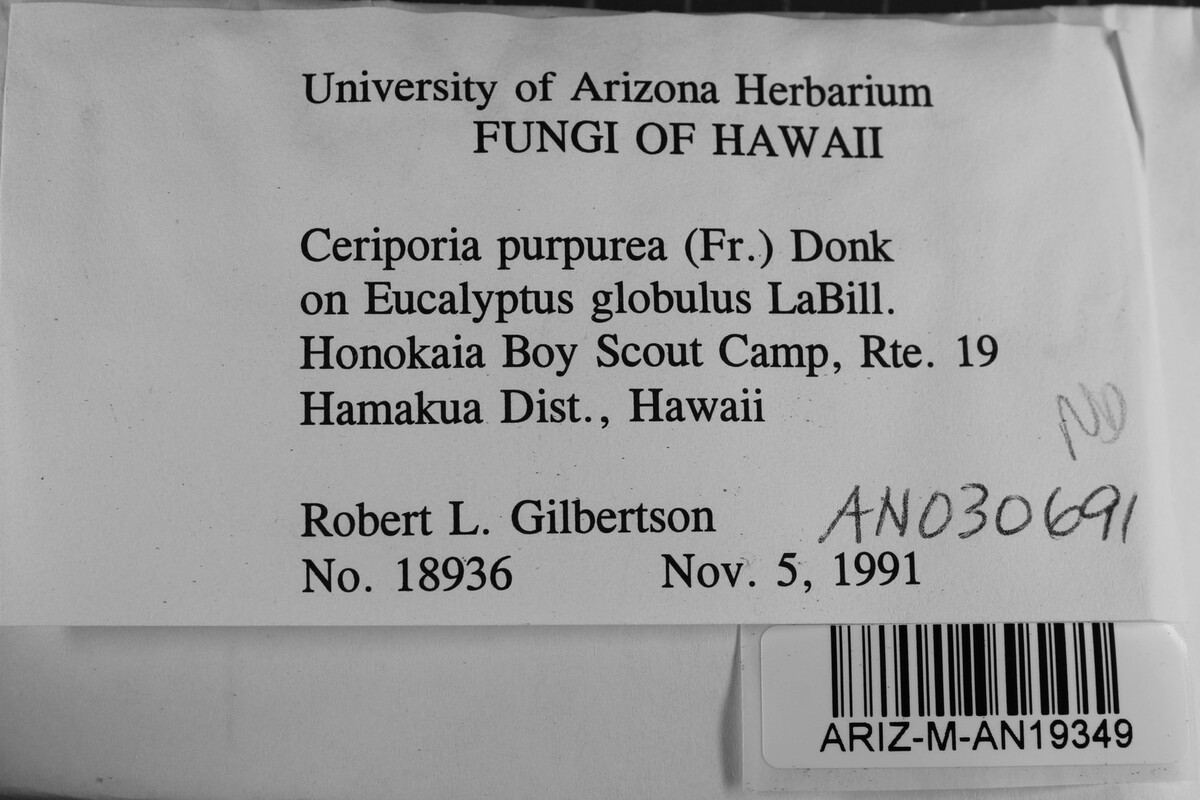 University of Arizona Herbarium
FUNGI OF HAWAII
Ceriporia purpurea (Fr.) Donk
on Eucalyptus globulus LaBill.
Honokaia Boy Scout Camp, Rte. 19
Hamakua Dist., Hawaii
ND
Robert L. Gilbertson
AN030691
No. 18936 Nov. 5, 1991
ARIZ-M-AN19349